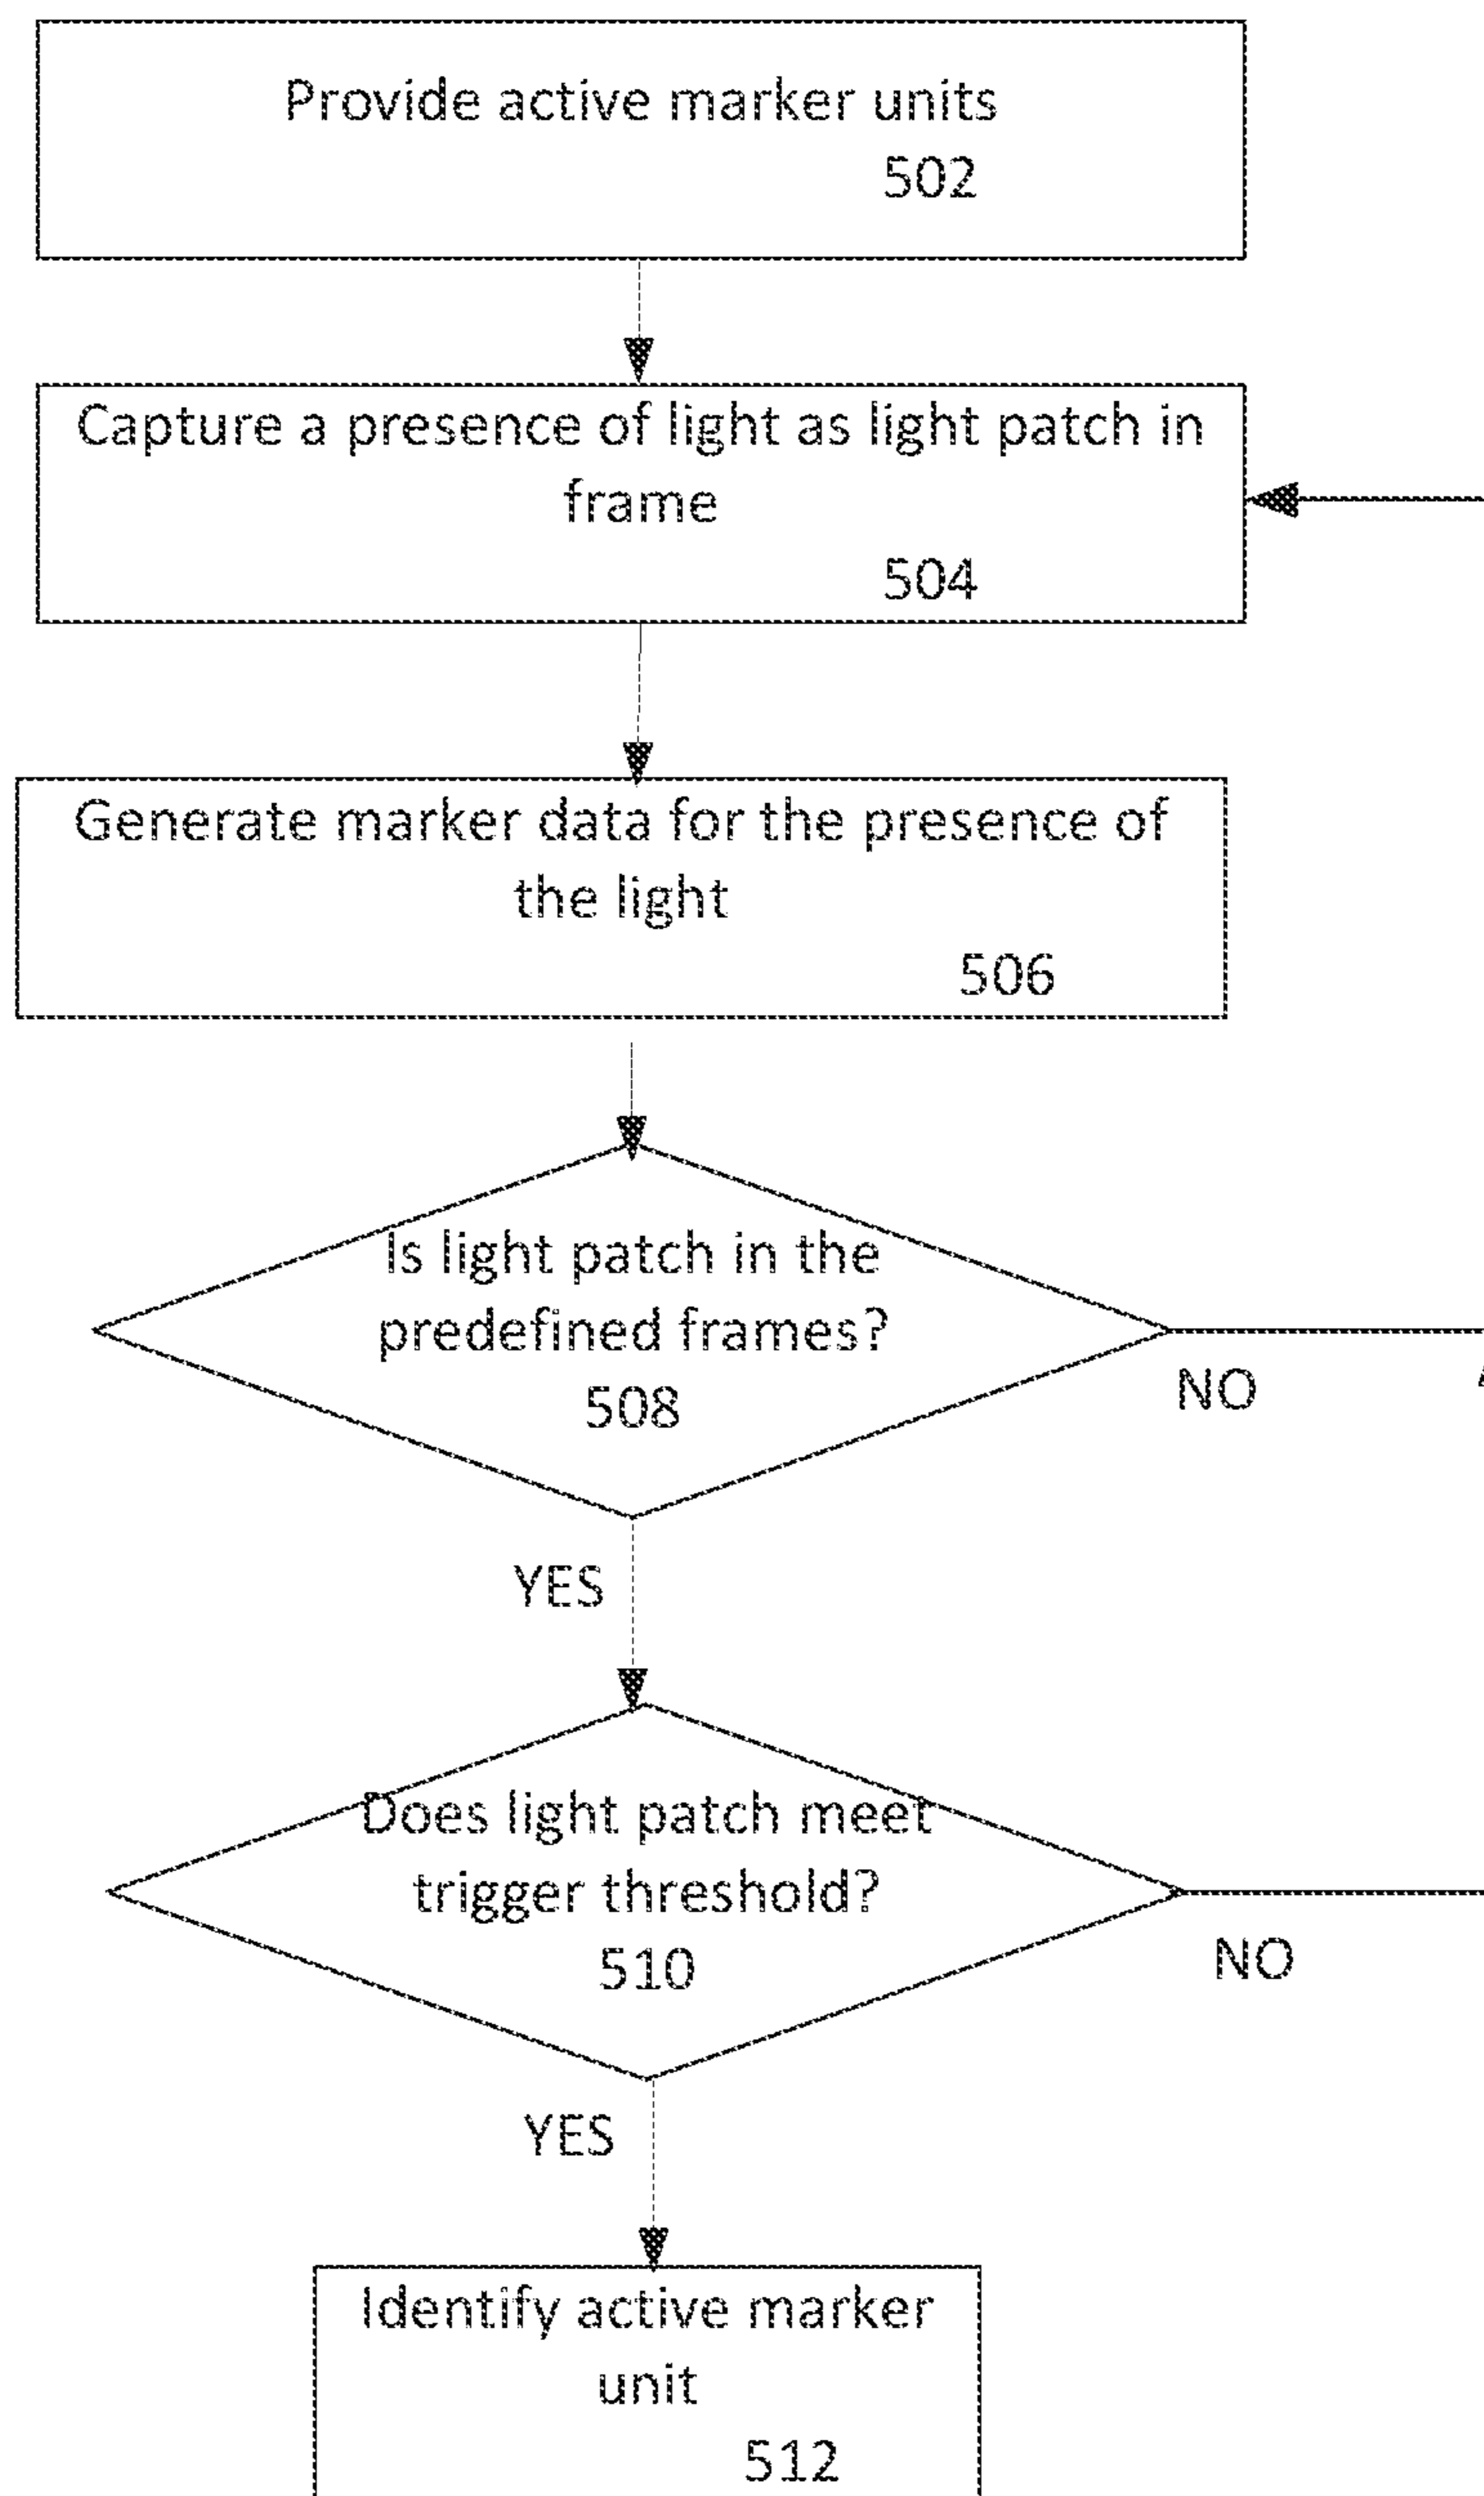 Provide active marker units
502
Capture a presence of light as light patch in
frame
504
Generate marker data for the presence of
the light
506
Is light patch in the
predefined frames?
508
NO
YES
Does light patch meet
trigger threshold?
510
NO
YES
Identify active marker
unit
512